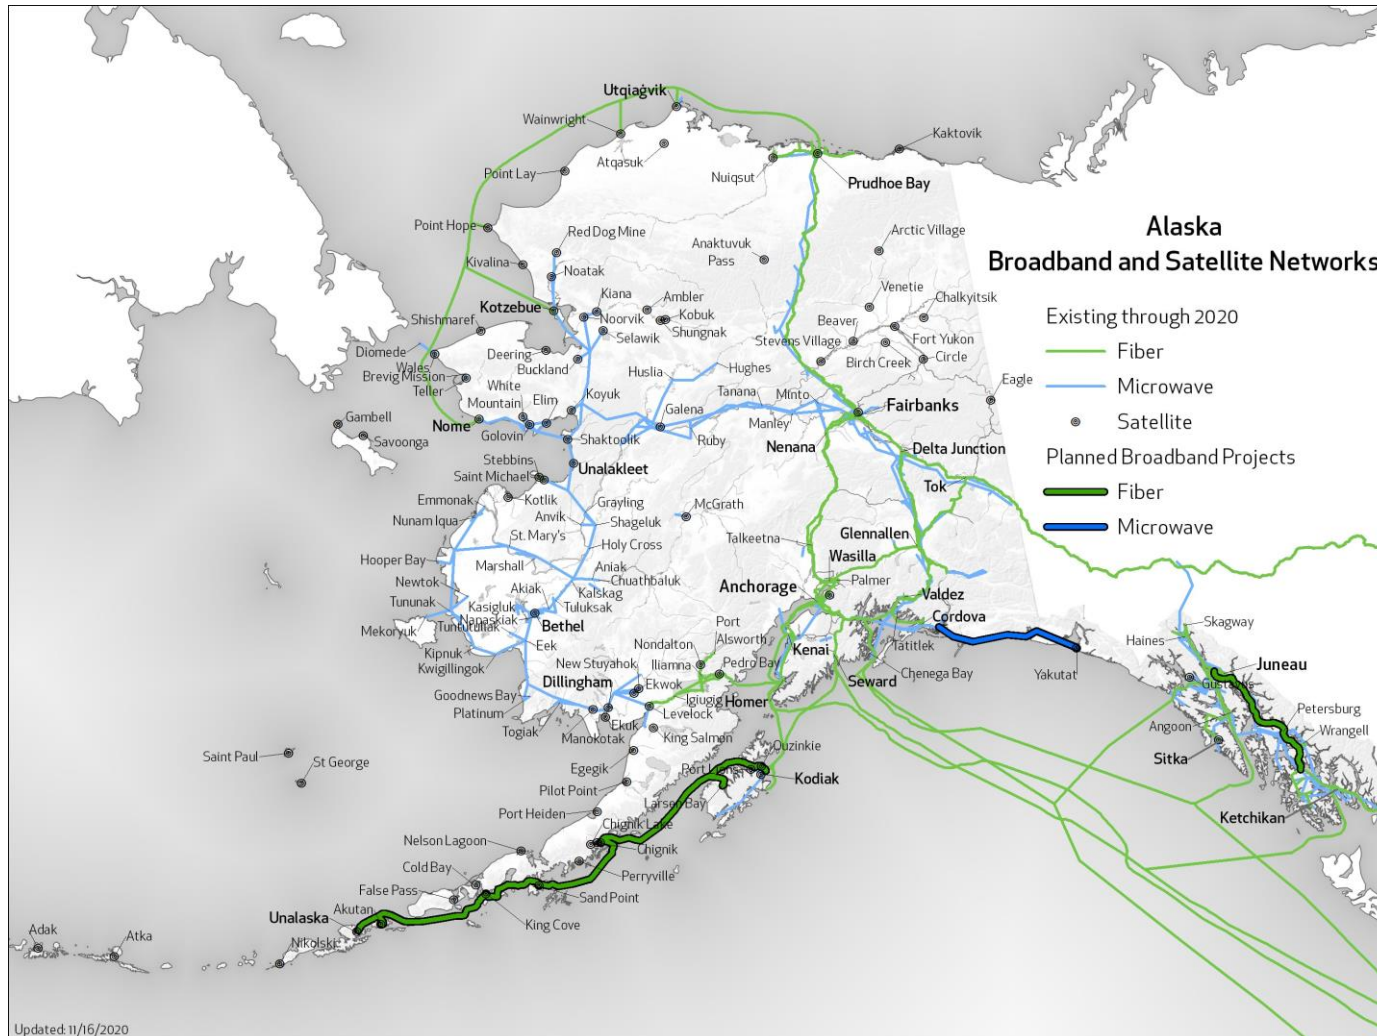 Utqiaġvik
Wainwright
Kaktovik
Atqasuk
Nuiqsut
Point Lay
Prudhoe Bay
Alaska
Broadband and Satellite Networks
Point Hope
Red Dog Mine
Anaktuvuk
Pass
Arctic Village
Kivalina
Noatak
Existing through 2020
Fiber
Microwave
Satellite
Planned Broadband Projects
Fiber
Microwave
Venetie
Chalkyitsik
Kotzebue
Kiana
Ambler
Noorvik
Kobuk
Shungnak
Beaver
Shishmaref
Selawik
Stevens Village
Fort Yukon
Diomede
Wales
Deering
Buckland
Birch Creek
Circle
Brevig Mission
Teller
White
Mountain
Elim
Koyuk
Huslia
Hughes
Eagle
Tanana
Minto
Gambell
Savoonga
Nome
Golovin
Galena
Manley
Fairbanks
Shaktoolik
Ruby
Nenana
Delta Junction
Stebbins
Saint Michael
Unalakleet
Tok
Emmonak
Kotlik
Grayling
McGrath
Nunam Iqua
Anvik
Shageluk
St. Mary's
Talkeetna
Glennallen
Holy Cross
Wasilla
Hooper Bay
Marshall
Aniak
Chuathbaluk
Anchorage
Palmer
Newtok
Akiak
Kalskag
Valdez
Tununak
Kasigluk
Tuluksak
Napaskiak
Cordova
Mekoryuk
Tuntutuliak
Bethel
Port
Alsworth
Nondalton
Kipnuk
Eek
Kenai
Tatitlek
Haines
Skagway
Kwigillingok
New Stuyahok
Iliamna
Pedro Bay
Chenega Bay
Yakutat
Juneau
Dillingham
Ekwok
Seward
Gustavus
Goodnews Bay
Igiugig
Homer
Platinum
Levelock
Petersburg
Togiak
Ekuk
Angoon
Wrangell
Manokotak
King Salmon
Saint Paul
Ouzinkie
Sitka
Egegik
Port Lions
St George
Kodiak
Pilot Point
Larsen Bay
Port Heiden
Ketchikan
Chignik Lake
Nelson Lagoon
Chignik
Cold Bay
Perryville
False Pass
Sand Point
Unalaska
Akutan
King Cove
Adak
Atka
Nikolski
Updated: 11/16/2020